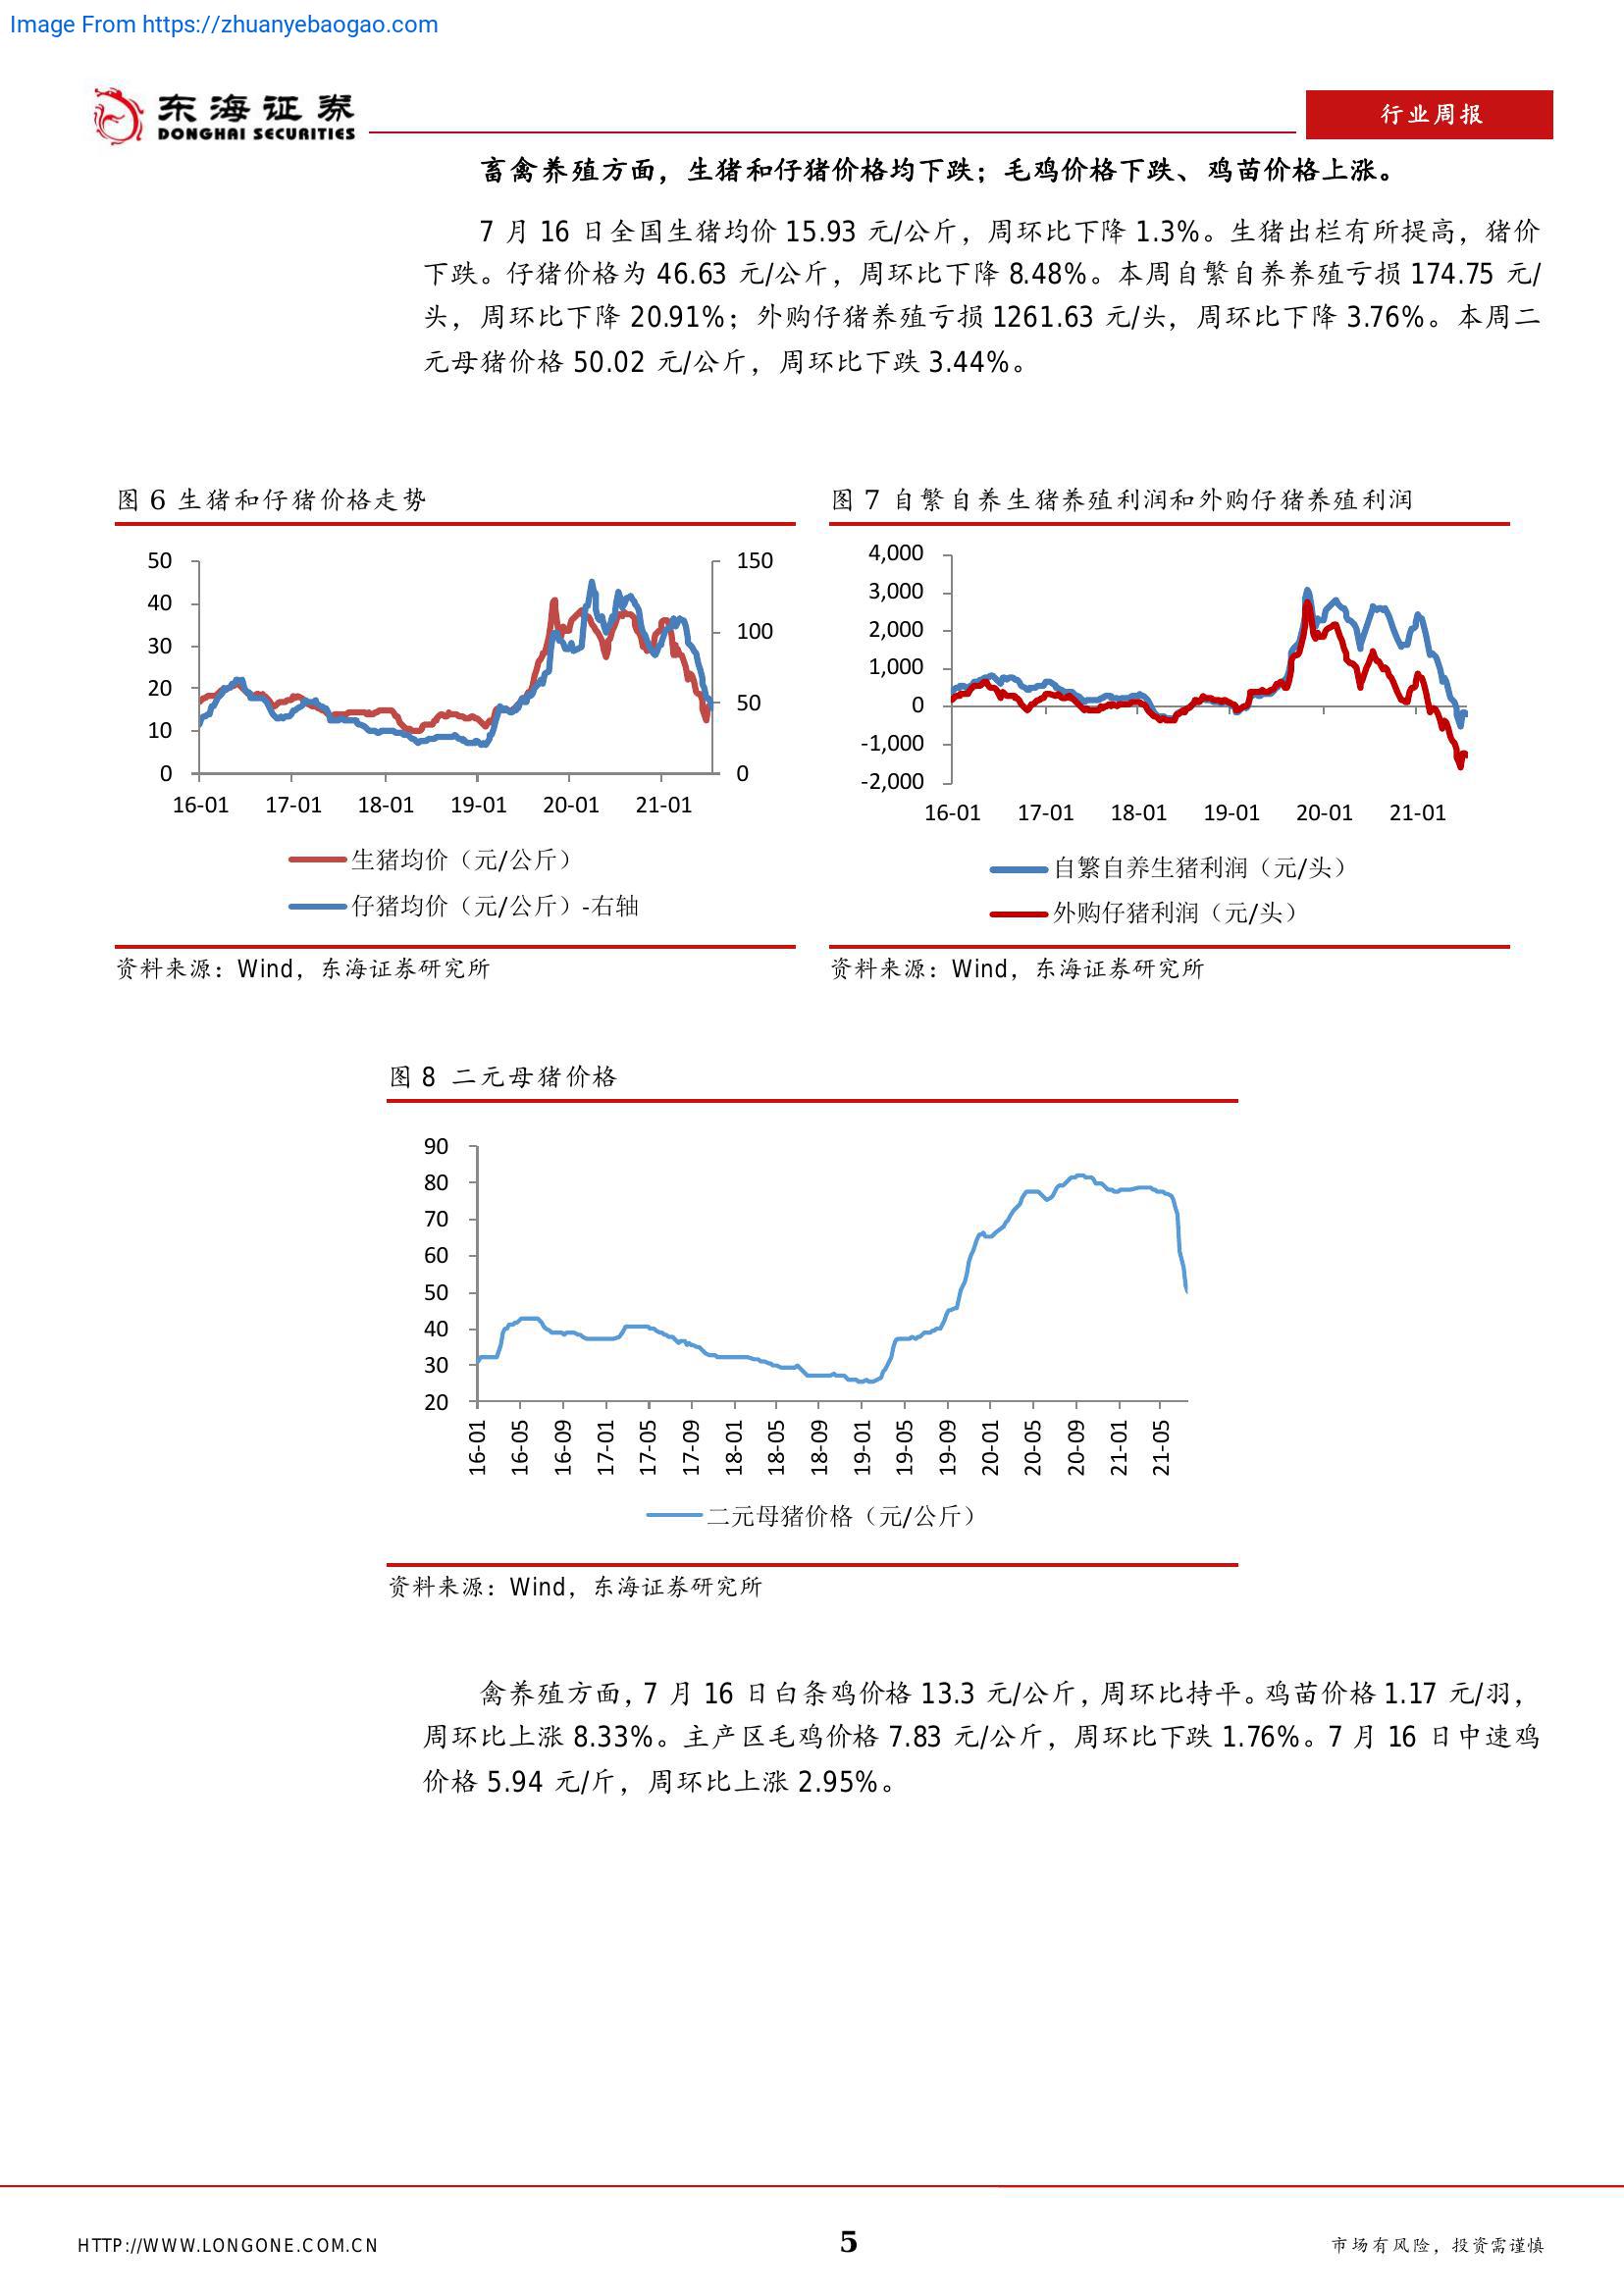 Image From https://zhuanyebaogao.com
东海证券
DONGHAI SECURITIES
行业周报
畜禽养殖方面，生猪和仔猪价格均下跌；毛鸡价格下跌、鸡苗价格上涨。
7 月 16 日全国生猪均价 15.93 元/公斤，周环比下降 1.3%。生猪出栏有所提高，猪价
下跌。仔猪价格为 46.63 元/公斤，周环比下降 8.48%。本周自繁自养养殖亏损 174.75 元/
头，周环比下降 20.91%；外购仔猪养殖亏损 1261.63 元/头，周环比下降 3.76%。本周二
元母猪价格 50.02 元/公斤，周环比下跌 3.44%。
图 6 生猪和仔猪价格走势
50
40
30
20
10
0
150
100
50
0
16-01 17-01 18-01 19-01 20-01 21-01
生猪均价（元/公斤）
仔猪均价（元/公斤）-右轴
资料来源：Wind，东海证券研究所
图 7 自繁自养生猪养殖利润和外购仔猪养殖利润
4,000
3,000
2,000
1,000
0
-1,000
-2,000
16-01 17-01 18-01 19-01 20-01 21-01
自繁自养生猪利润（元/头）
外购仔猪利润（元/头）
资料来源：Wind，东海证券研究所
图 8 二元母猪价格
90
80
70
60
50
40
30
20
16-01 16-05 16-09 17-01 17-05 17-09 18-01 18-05 18-09 19-01 19-05 19-09 20-01 20-05 20-09 21-01 21-05
二元母猪价格（元/公斤）
资料来源：Wind，东海证券研究所
禽养殖方面，7 月 16 日白条鸡价格 13.3 元/公斤，周环比持平。鸡苗价格 1.17 元/羽，
周环比上涨 8.33%。主产区毛鸡价格 7.83 元/公斤，周环比下跌 1.76%。7 月 16 日中速鸡
价格 5.94 元/斤，周环比上涨 2.95%。
HTTP://WWW.LONGONE.COM.CN
5
市场有风险，投资需谨慎